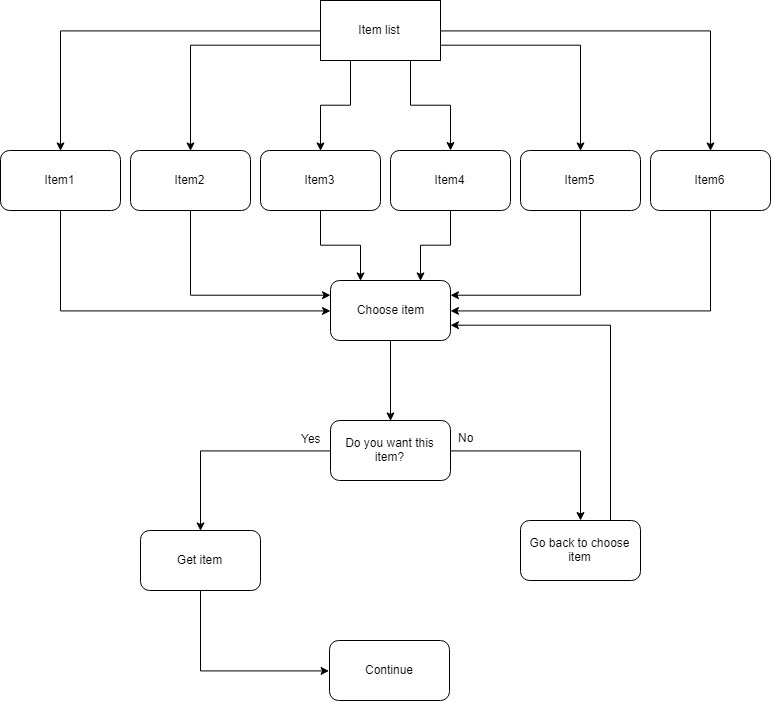 Item list
Item1
Item2
Item3
Item4
Item5
Item6
Choose item
Yes
Do you want this
item?
No
Get item
Go back to choose
item
Continue